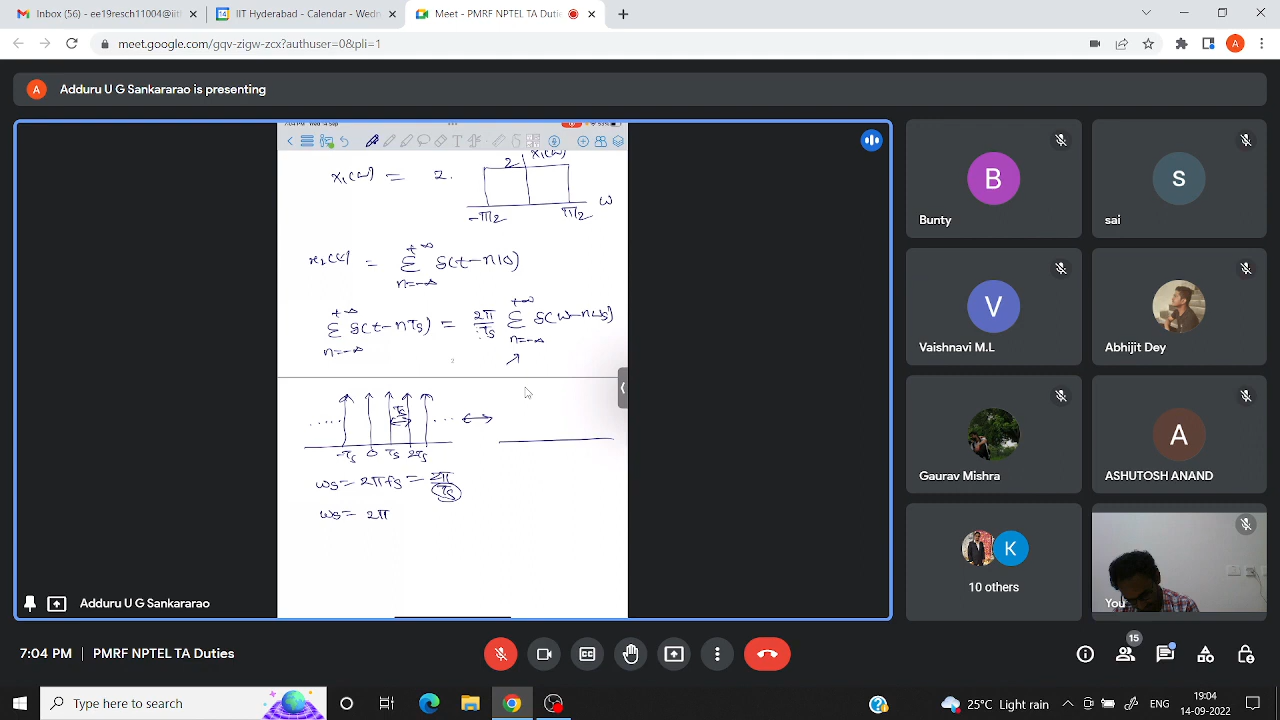 Inbox (56) - ee19resch11004@iitl
IIT Hyderabad - Calendar - Wedn
Meet - PMRF NPTEL TA Duties
meet.google.com/gqv-zigw-zcx?authuser=0&pli=1
A
A
Adduru U G Sankararao is presenting
x₁(ω) = 2.
2 x₁(ω)
-π/2 π/2 ω
x₂(t) = Σ δ(t-n10)
+∞
n=-∞
+∞ +∞
Σ δ(t-nTs) = 2π/Ts Σ δ(ω-nωs)
n=-∞ n=-∞
Ts
..... ... ↔
-Ts 0 Ts 2Ts
ωs = 2πfs = 2π/Ts
ωs = 2π
B
Bunty
S
sai
V
Vaishnavi M.L
Abhijit Dey
Gaurav Mishra
A
ASHUTOSH ANAND
K
10 others
You
Adduru U G Sankararao
7:04 PM | PMRF NPTEL TA Duties
15
Type here to search
25°C Light rain
ENG
19:04
14-09-2022